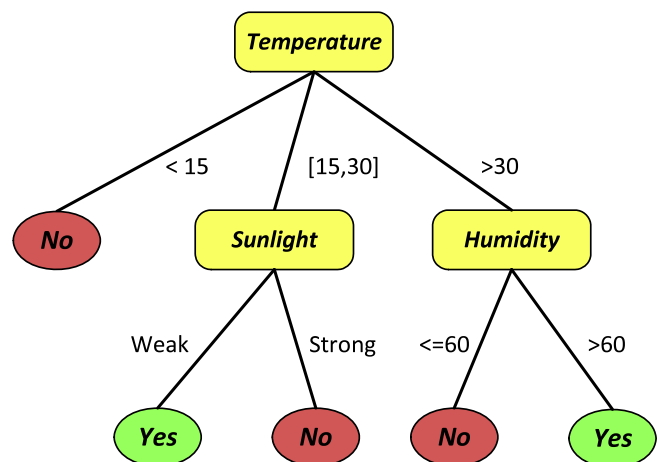 Temperature
< 15
[15,30]
>30
No
Sunlight
Humidity
Weak
Strong
<=60
>60
Yes
No
No
Yes